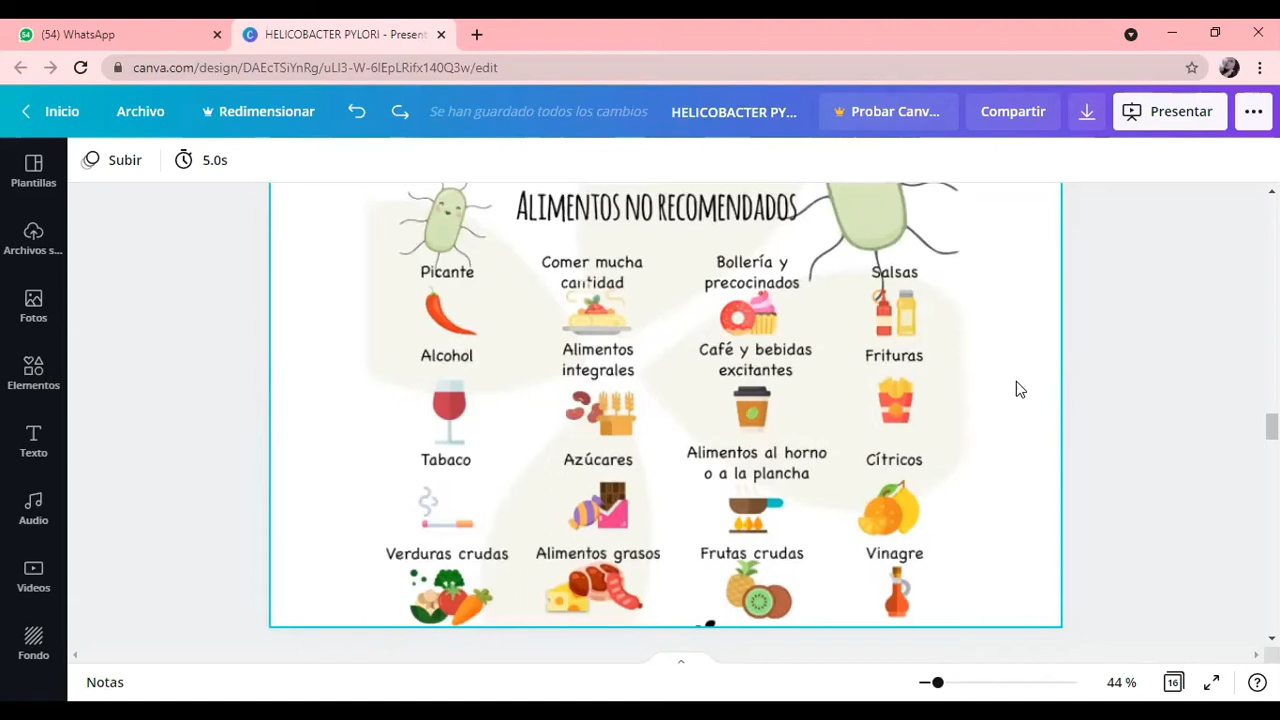 (54) WhatsApp
HELICOBACTER PYLORI - Present
canva.com/design/DAEcTSiYnRg/uLI3-W-6IEpLRifx140Q3w/edit
Inicio Archivo Redimensionar Se han guardado todos los cambios HELICOBACTER PY... Probar Canv... Compartir Presentar
Subir 5.0s
Plantillas
Archivos s...
Fotos
Elementos
Texto
Audio
Videos
Fondo
ALIMENTOS NO RECOMENDADOS
Picante
Comer mucha
cantidad
Bollería y
precocinados
Salsas
Alcohol
Alimentos
integrales
Café y bebidas
excitantes
Frituras
Tabaco
Azúcares
Alimentos al horno
o a la plancha
Cítricos
Verduras crudas
Alimentos grasos
Frutas crudas
Vinagre
Notas
44 %
16